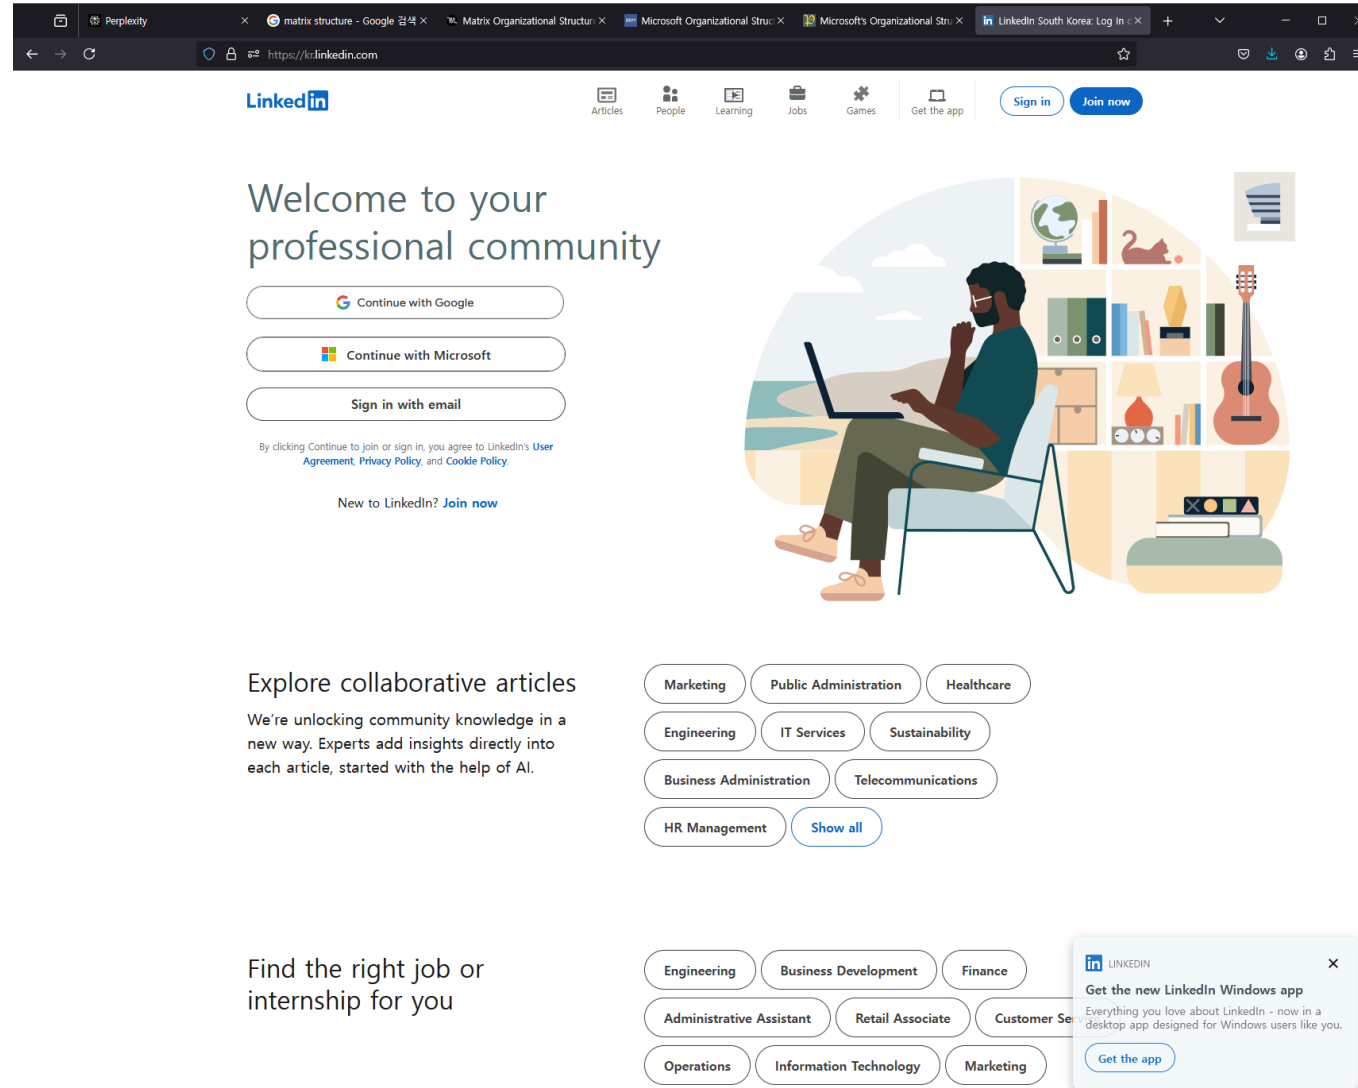 Perplexity
matrix structure - Google 검색
Matrix Organizational Structure
Microsoft Organizational Struct
Microsoft's Organizational Stru
LinkedIn South Korea: Log In o
https://kr.linkedin.com
Linked in
Articles
People
Learning
Jobs
Games
Get the app
Sign in
Join now
Welcome to your
professional community
Continue with Google
Continue with Microsoft
Sign in with email
By clicking Continue to join or sign in, you agree to LinkedIn's User
Agreement, Privacy Policy, and Cookie Policy.
New to LinkedIn? Join now
Explore collaborative articles
We're unlocking community knowledge in a
new way. Experts add insights directly into
each article, started with the help of AI.
Marketing
Public Administration
Healthcare
Engineering
IT Services
Sustainability
Business Administration
Telecommunications
HR Management
Show all
Find the right job or
internship for you
Engineering
Business Development
Finance
Administrative Assistant
Retail Associate
Customer Service
Operations
Information Technology
Marketing
LINKEDIN
Get the new LinkedIn Windows app
Everything you love about LinkedIn - now in a
desktop app designed for Windows users like you.
Get the app